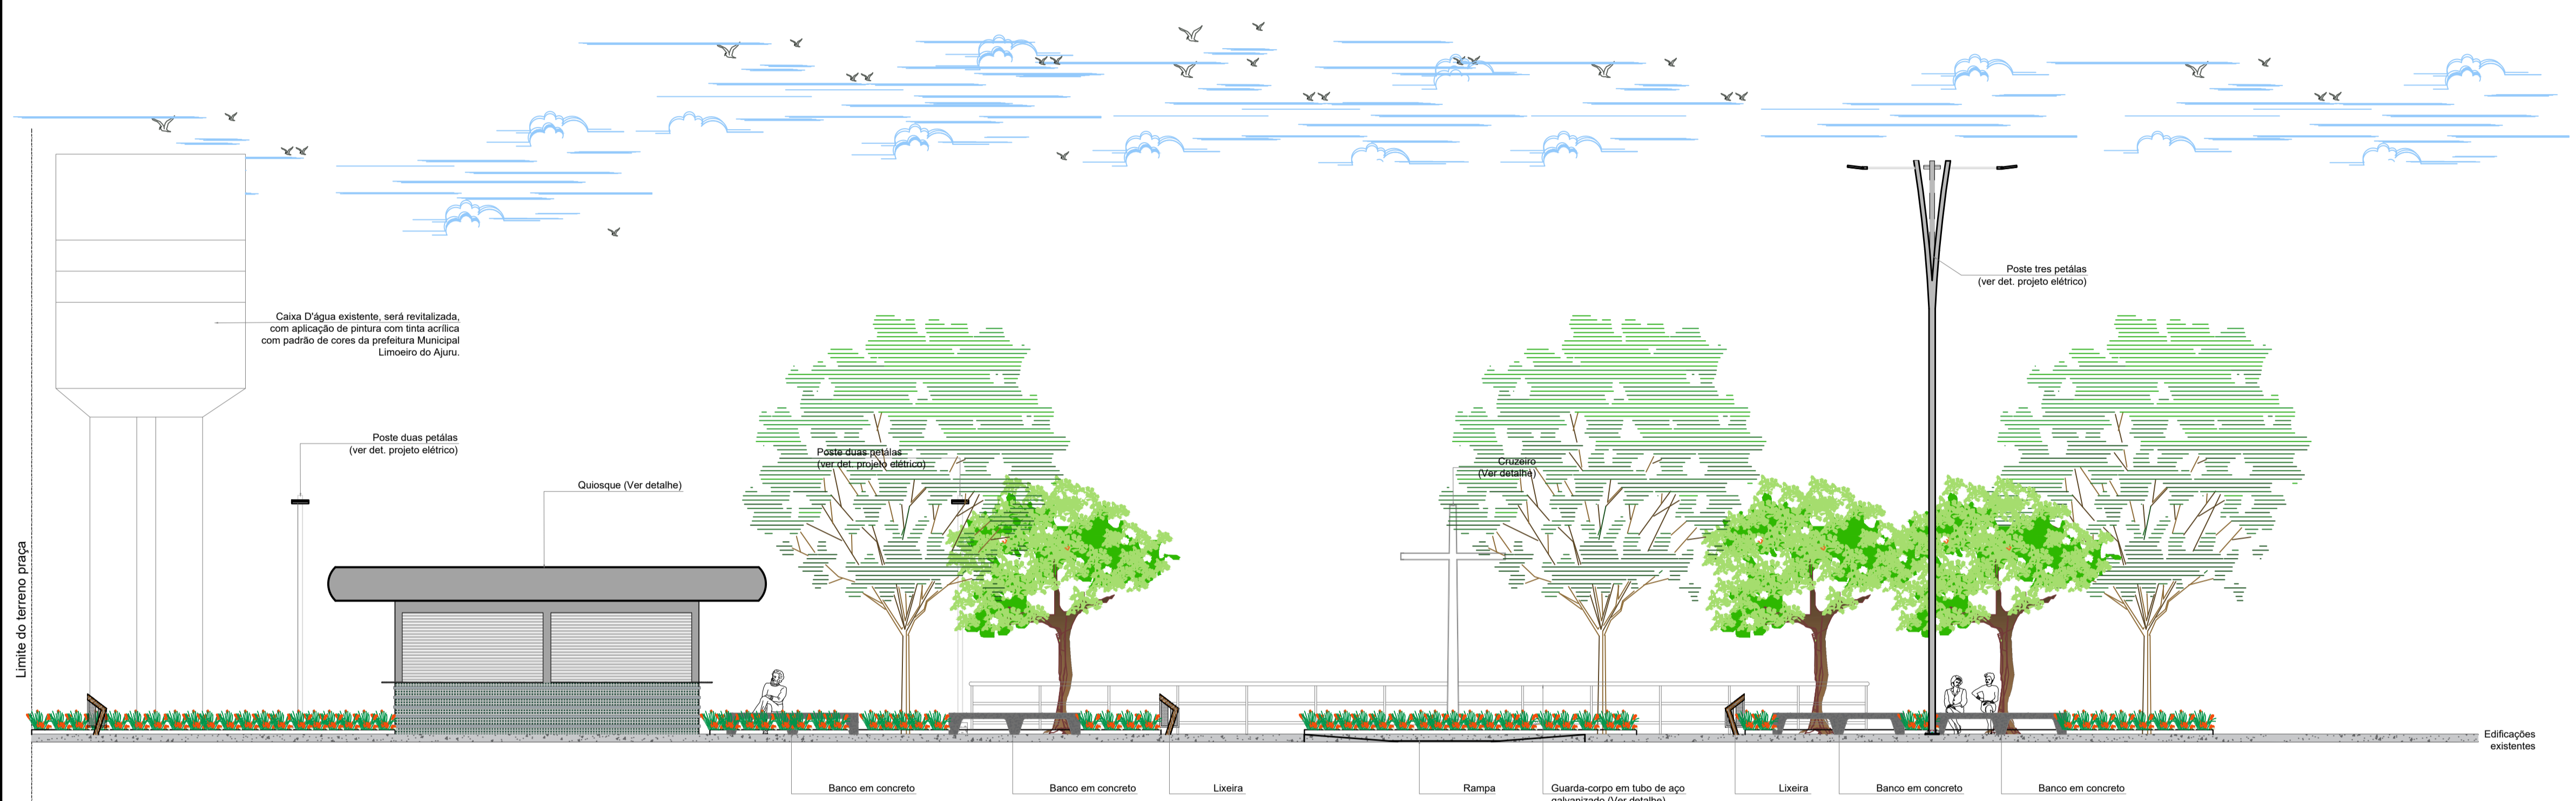 Poste tres petálas
(ver det. projeto elétrico)
Caixa D'água existente, será revitalizada,
com aplicação de pintura com tinta acrílica
com padrão de cores da prefeitura Municipal
Limoeiro do Ajuru.
Poste duas petálas
(ver det. projeto elétrico)
Poste duas petálas
(ver det. projeto elétrico)
Cruzeiro
(Ver detalhe)
Quiosque (Ver detalhe)
Limite do terreno praça
Edificações
existentes
Banco em concreto
Banco em concreto
Lixeira
Rampa
Guarda-corpo em tubo de aço
galvanizado (Ver detalhe)
Lixeira
Banco em concreto
Banco em concreto